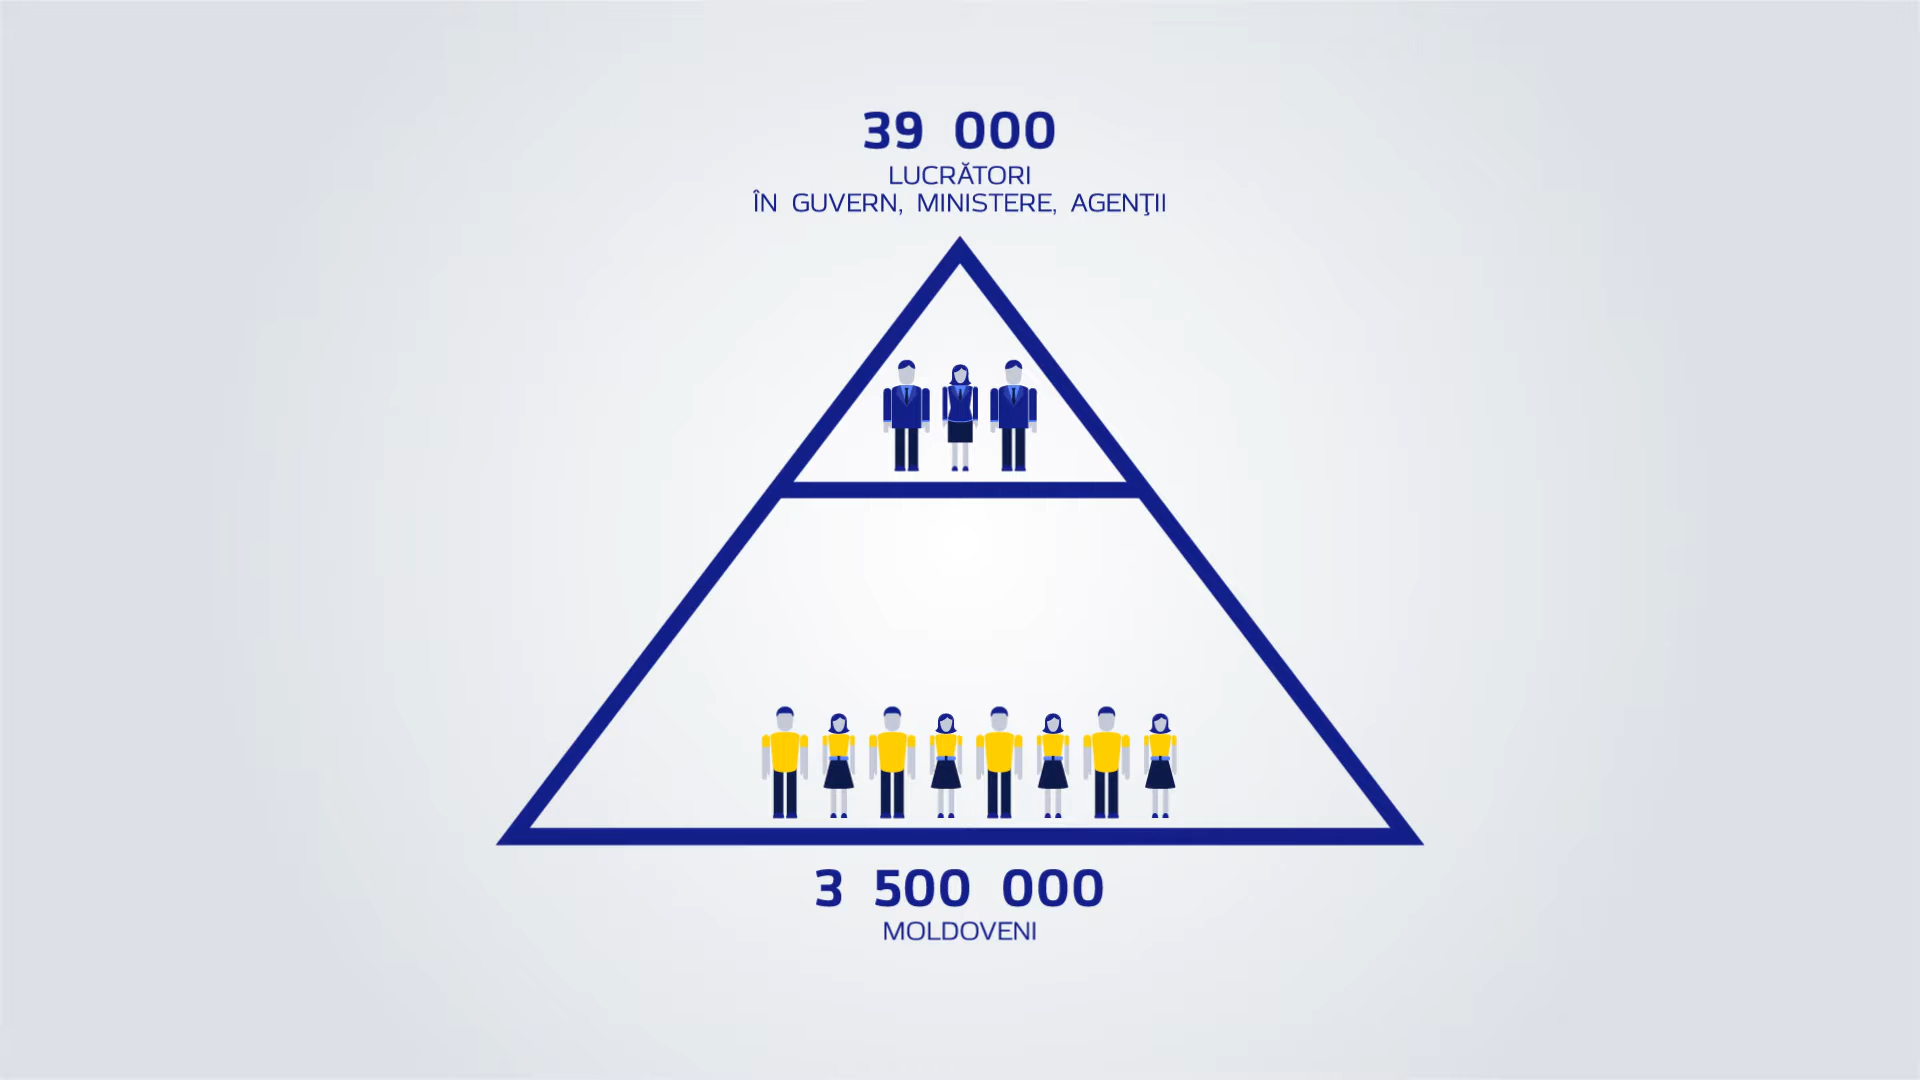 39 000
LUCRĂTORI
ÎN GUVERN, MINISTERE, AGENŢII
3 500 000
MOLDOVENI